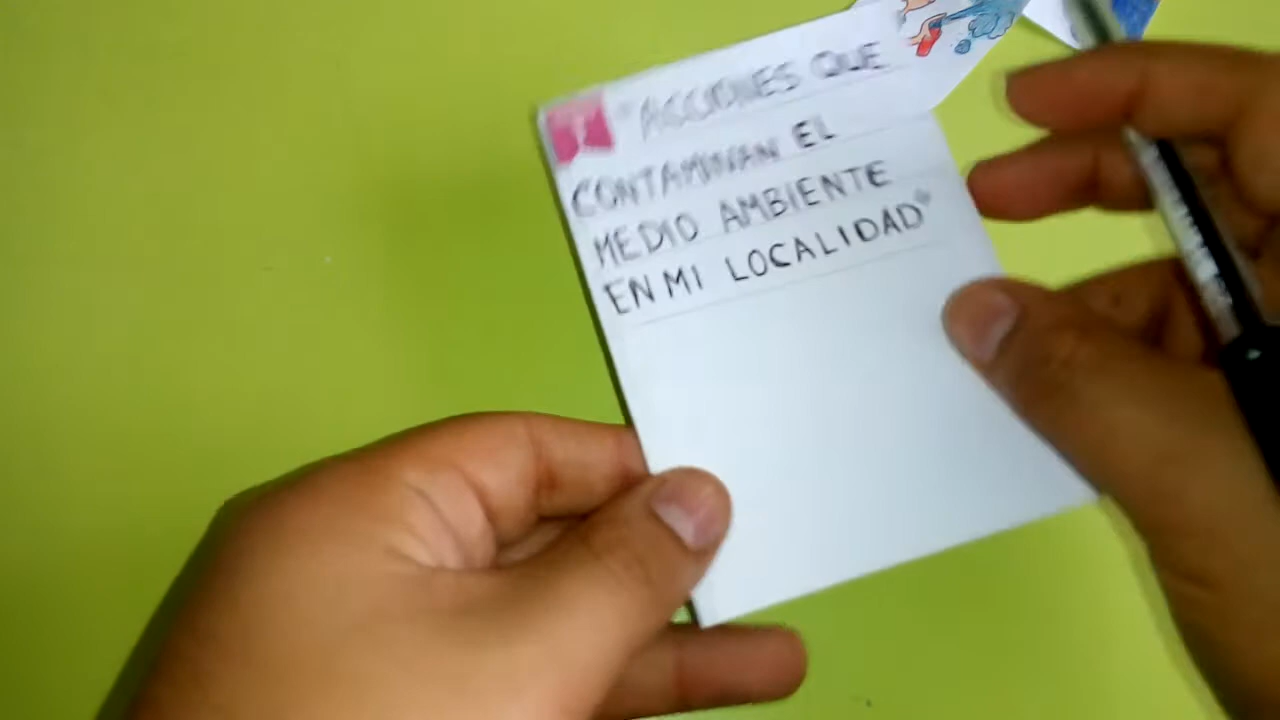 "ACCIONES QUE
CONTAMINAN EL
MEDIO AMBIENTE
EN MI LOCALIDAD"